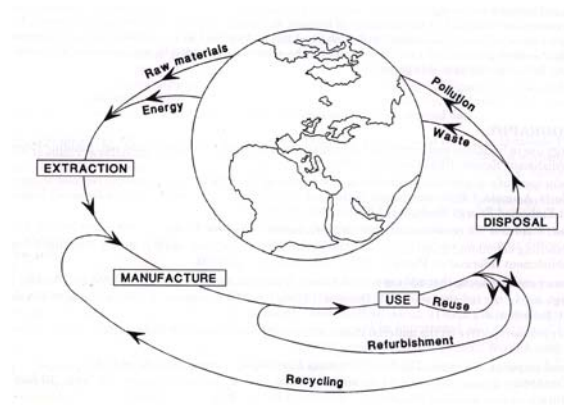 Raw materials
Energy
Pollution
Waste
EXTRACTION
DISPOSAL
MANUFACTURE
USE
Reuse
Refurbishment
Recycling